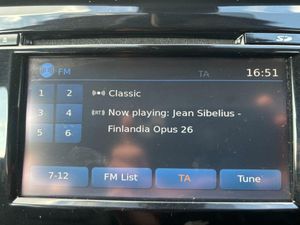 SD
FM
TA
16:51
1 2
Classic
3 4
Now playing: Jean Sibelius -
5 6
Finlandia Opus 26
7-12
FM List
TA
Tune